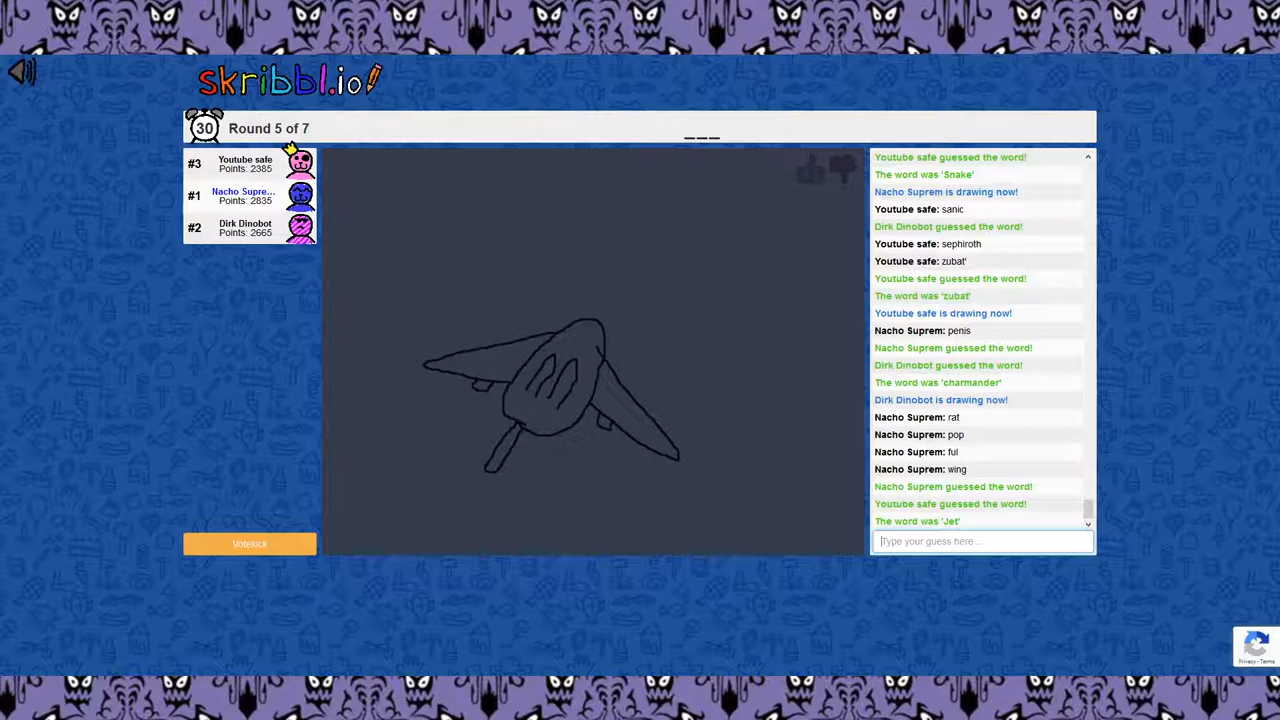 skribbl.io
30
Round 5 of 7
_ _ _
#3
Youtube safe
Points: 2385
#1
Nacho Supre...
Points: 2835
#2
Dirk Dinobot
Points: 2665
Votekick
Youtube safe guessed the word!
The word was 'Snake'
Nacho Suprem is drawing now!
Youtube safe: sanic
Dirk Dinobot guessed the word!
Youtube safe: sephiroth
Youtube safe: zubat'
Youtube safe guessed the word!
The word was 'zubat'
Youtube safe is drawing now!
Nacho Suprem: penis
Nacho Suprem guessed the word!
Dirk Dinobot guessed the word!
The word was 'charmander'
Dirk Dinobot is drawing now!
Nacho Suprem: rat
Nacho Suprem: pop
Nacho Suprem: ful
Nacho Suprem: wing
Nacho Suprem guessed the word!
Youtube safe guessed the word!
The word was 'Jet'
Type your guess here...
Privacy - Terms